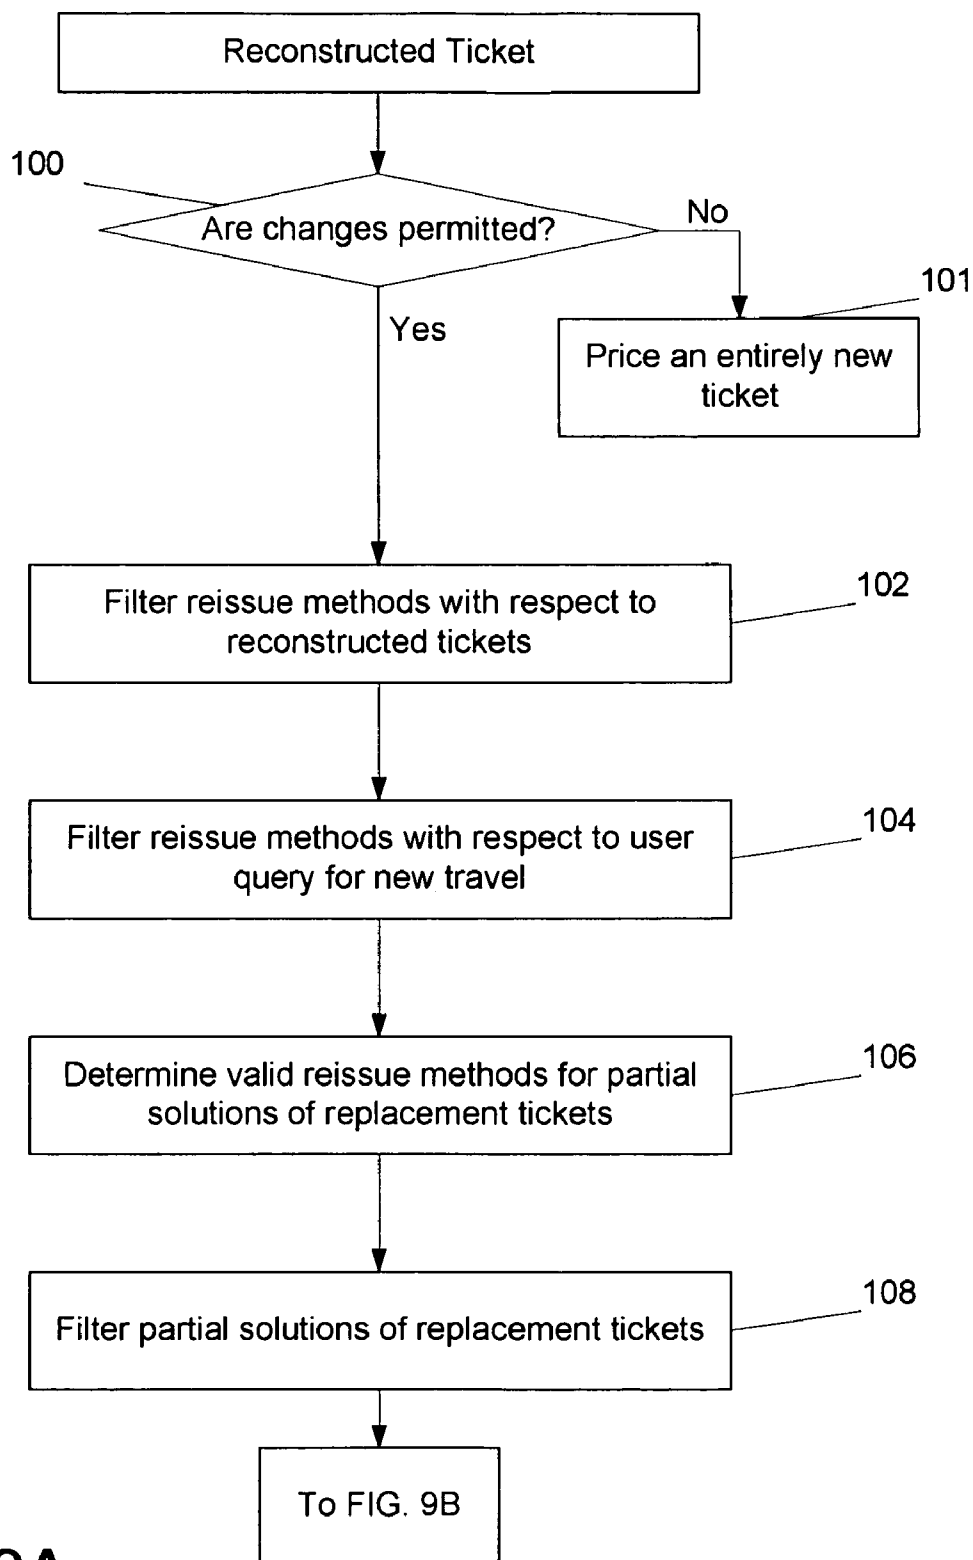 Reconstructed Ticket
100
Are changes permitted?
No
101
Yes
Price an entirely new
ticket
102
Filter reissue methods with respect to
reconstructed tickets
104
Filter reissue methods with respect to user
query for new travel
106
Determine valid reissue methods for partial
solutions of replacement tickets
108
Filter partial solutions of replacement tickets
To FIG. 9B